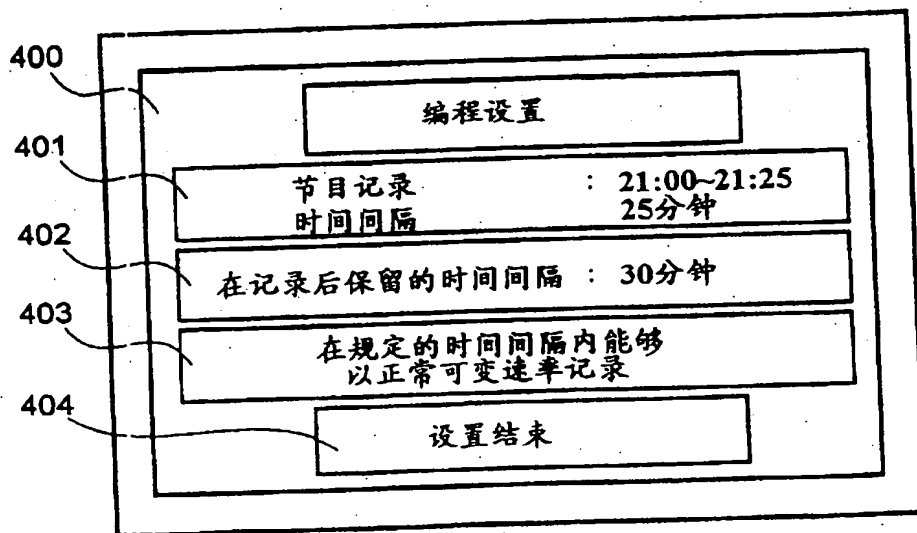 400
编程设置
401
节目记录 : 21:00~21:25
时间间隔 25分钟
402
在记录后保留的时间间隔 : 30分钟
403
在规定的时间间隔内能够
以正常可变速率记录
404
设置结束